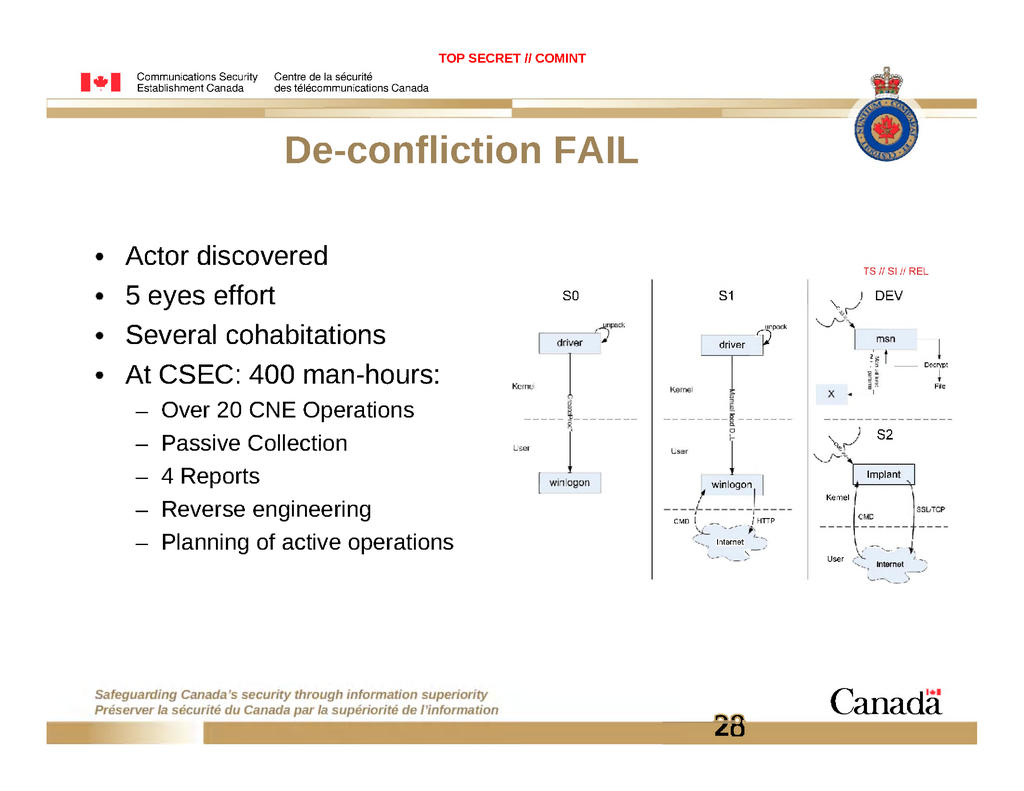 TOP SECRET // COMINT
Communications Security
Establishment Canada
Centre de la sécurité
des télécommunications Canada
De-confliction FAIL
• Actor discovered
• 5 eyes effort
• Several cohabitations
• At CSEC: 400 man-hours:
– Over 20 CNE Operations
– Passive Collection
– 4 Reports
– Reverse engineering
– Planning of active operations
S0
unpack
driver
Kernel
User
winlogon
S1
unpack
driver
Kernel
Manual load DLL
User
winlogon
CMD
HTTP
Internet
TS // SI // REL
DEV
msn
Decrypt
File
X
S2
Implant
Kernel
CMD
SSL/TCP
User
Internet
Safeguarding Canada's security through information superiority
Préserver la sécurité du Canada par la supériorité de l'information
Canada
28